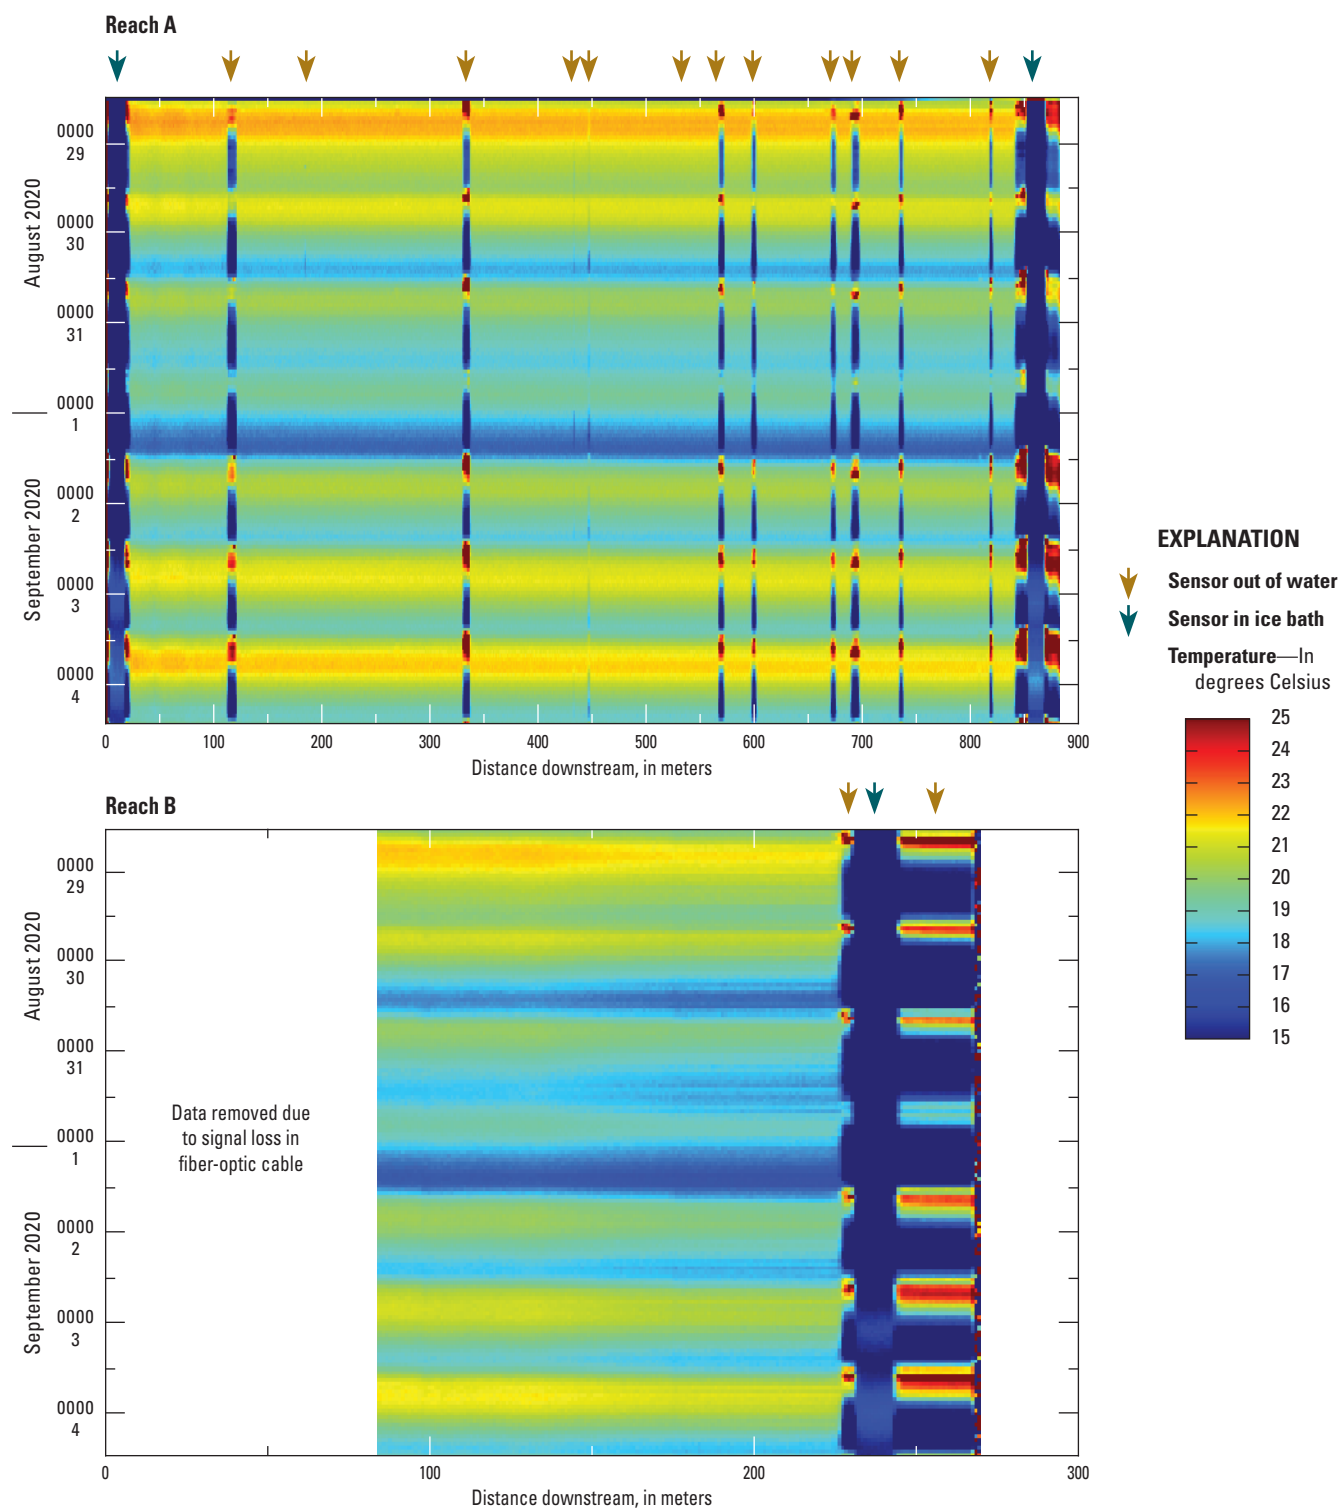 Reach A
0000
29
0000
30
0000
31
0000
1
0000
2
0000
3
0000
4
August 2020
September 2020
0 100 200 300 400 500 600 700 800 900
Distance downstream, in meters
EXPLANATION
Sensor out of water
Sensor in ice bath
Temperature—In
degrees Celsius
25
24
23
22
21
20
19
18
17
16
15
Reach B
0000
29
0000
30
0000
31
0000
1
0000
2
0000
3
0000
4
August 2020
September 2020
Data removed due
to signal loss in
fiber-optic cable
0 100 200 300
Distance downstream, in meters